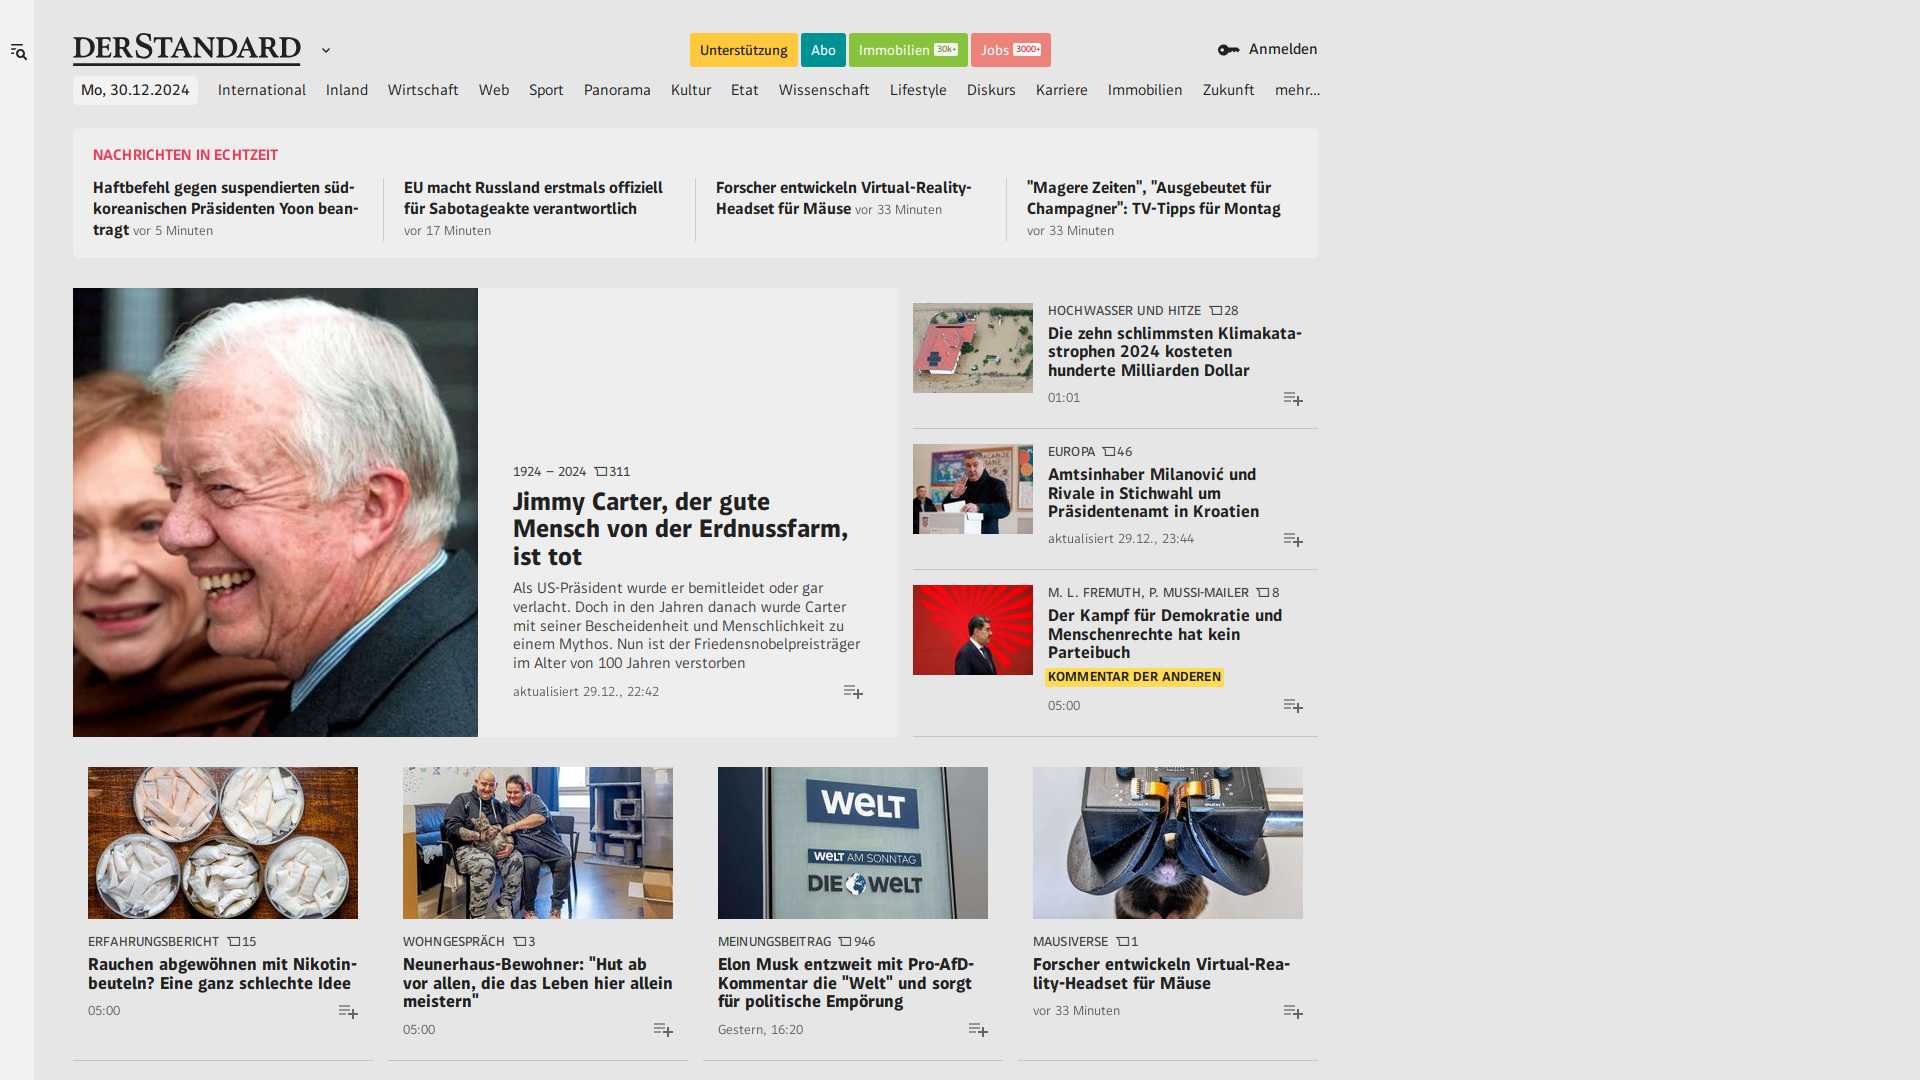 DERSTANDARD
Unterstützung
Abo
Immobilien 30k+
Jobs 3000+
Anmelden
Mo, 30.12.2024
International
Inland
Wirtschaft
Web
Sport
Panorama
Kultur
Etat
Wissenschaft
Lifestyle
Diskurs
Karriere
Immobilien
Zukunft
mehr...
NACHRICHTEN IN ECHTZEIT
Haftbefehl gegen suspendierten süd-
koreanischen Präsidenten Yoon bean-
tragt vor 5 Minuten
EU macht Russland erstmals offiziell
für Sabotageakte verantwortlich
vor 17 Minuten
Forscher entwickeln Virtual-Reality-
Headset für Mäuse vor 33 Minuten
"Magere Zeiten", "Ausgebeutet für
Champagner": TV-Tipps für Montag
vor 33 Minuten
1924 – 2024 311
Jimmy Carter, der gute
Mensch von der Erdnussfarm,
ist tot
Als US-Präsident wurde er bemitleidet oder gar
verlacht. Doch in den Jahren danach wurde Carter
mit seiner Bescheidenheit und Menschlichkeit zu
einem Mythos. Nun ist der Friedensnobelpreisträger
im Alter von 100 Jahren verstorben
aktualisiert 29.12., 22:42
HOCHWASSER UND HITZE 28
Die zehn schlimmsten Klimakata-
strophen 2024 kosteten
hunderte Milliarden Dollar
01:01
EUROPA 46
Amtsinhaber Milanović und
Rivale in Stichwahl um
Präsidentenamt in Kroatien
aktualisiert 29.12., 23:44
M. L. FREMUTH, P. MUSSI-MAILER 8
Der Kampf für Demokratie und
Menschenrechte hat kein
Parteibuch
KOMMENTAR DER ANDEREN
05:00
ERFAHRUNGSBERICHT 15
Rauchen abgewöhnen mit Nikotin-
beuteln? Eine ganz schlechte Idee
05:00
WOHNGESPRÄCH 3
Neunerhaus-Bewohner: "Hut ab
vor allen, die das Leben hier allein
meistern"
05:00
WELT
WELT AM SONNTAG
DIE WELT
MEINUNGSBEITRAG 946
Elon Musk entzweit mit Pro-AfD-
Kommentar die "Welt" und sorgt
für politische Empörung
Gestern, 16:20
MAUSIVERSE 1
Forscher entwickeln Virtual-Rea-
lity-Headset für Mäuse
vor 33 Minuten